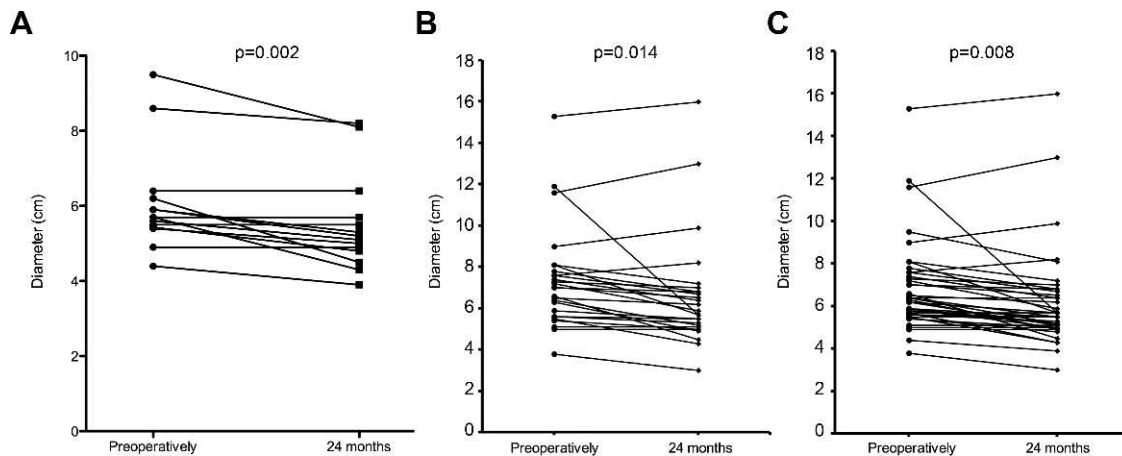 A
p=0.002
10
8
6
4
2
0
Diameter (cm)
Preoperatively 24 months
B
p=0.014
18
16
14
12
10
8
6
4
2
0
Diameter (cm)
Preoperatively 24 months
C
p=0.008
18
16
14
12
10
8
6
4
2
0
Diameter (cm)
Preoperatively 24 months